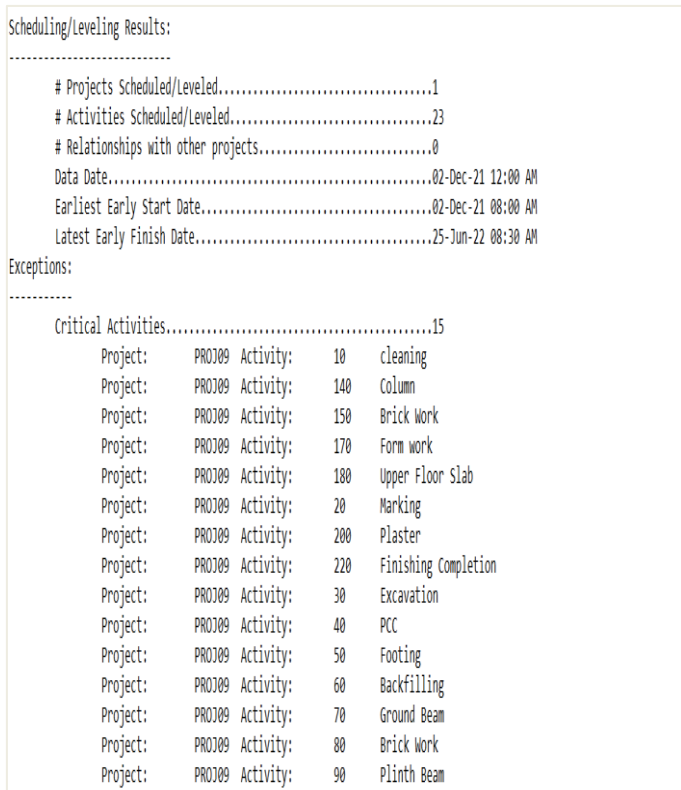 Scheduling/Leveling Results:
----------------------------
# Projects Scheduled/Leveled.....................................1
# Activities Scheduled/Leveled...................................23
# Relationships with other projects..............................0
Data Date........................................................02-Dec-21 12:00 AM
Earliest Early Start Date........................................02-Dec-21 08:00 AM
Latest Early Finish Date.........................................25-Jun-22 08:30 AM
Exceptions:
-----------
Critical Activities..............................................15
Project: PROJ09 Activity: 10 cleaning
Project: PROJ09 Activity: 140 Column
Project: PROJ09 Activity: 150 Brick Work
Project: PROJ09 Activity: 170 Form work
Project: PROJ09 Activity: 180 Upper Floor Slab
Project: PROJ09 Activity: 20 Marking
Project: PROJ09 Activity: 200 Plaster
Project: PROJ09 Activity: 220 Finishing Completion
Project: PROJ09 Activity: 30 Excavation
Project: PROJ09 Activity: 40 PCC
Project: PROJ09 Activity: 50 Footing
Project: PROJ09 Activity: 60 Backfilling
Project: PROJ09 Activity: 70 Ground Beam
Project: PROJ09 Activity: 80 Brick Work
Project: PROJ09 Activity: 90 Plinth Beam